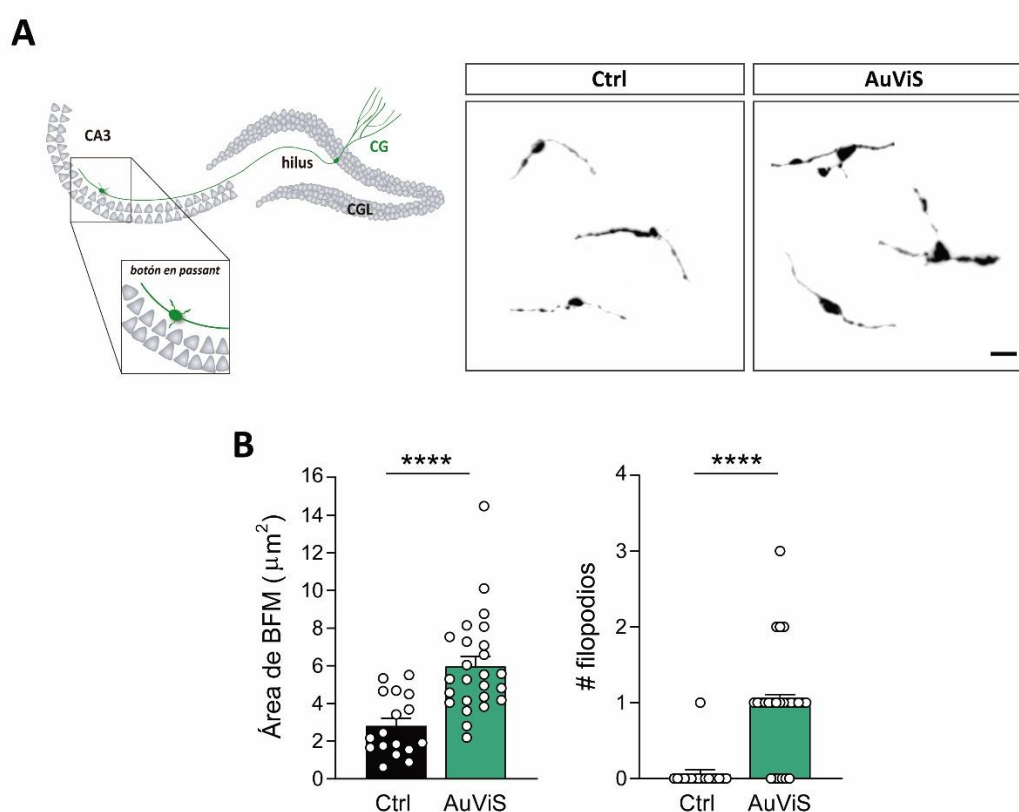 A
Ctrl
AuViS
CA3
CG
hilus
CGL
botón en passant
B
****
****
Área de BFM (μm²)
16
14
12
10
8
6
4
2
0
Ctrl
AuViS
# filopodios
4
3
2
1
0
Ctrl
AuViS